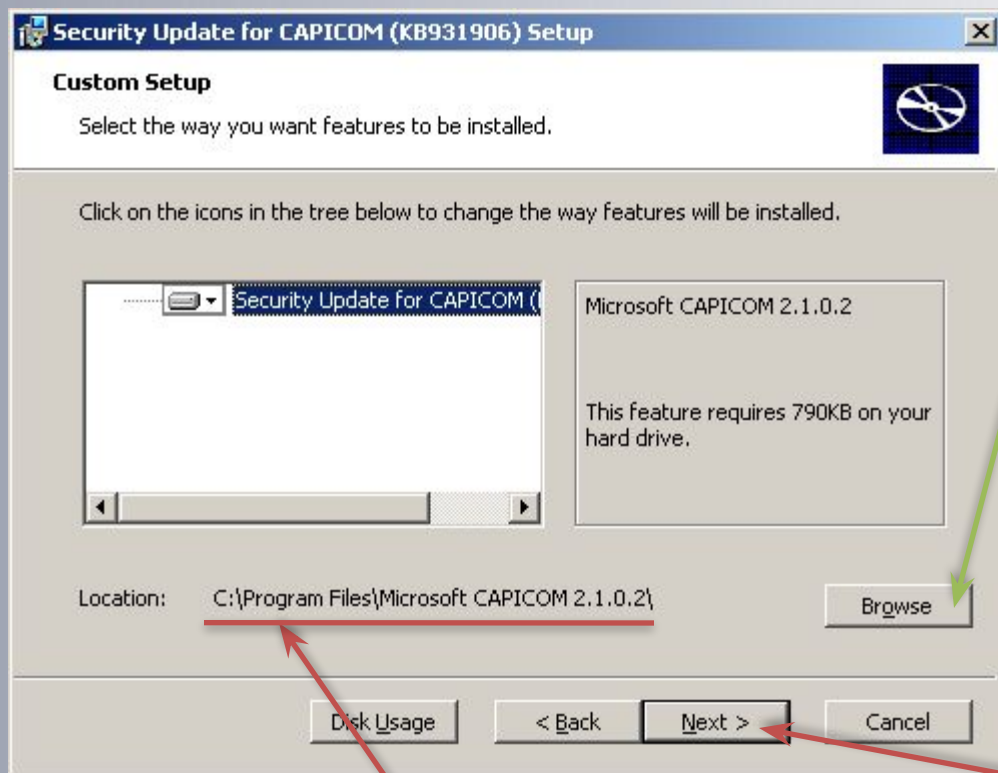 Security Update for CAPICOM (KB931906) Setup
Custom Setup
Select the way you want features to be installed.
Click on the icons in the tree below to change the way features will be installed.
Security Update for CAPICOM (
Microsoft CAPICOM 2.1.0.2
This feature requires 790KB on your
hard drive.
Location: C:\Program Files\Microsoft CAPICOM 2.1.0.2\
Browse
Disk Usage < Back Next > Cancel